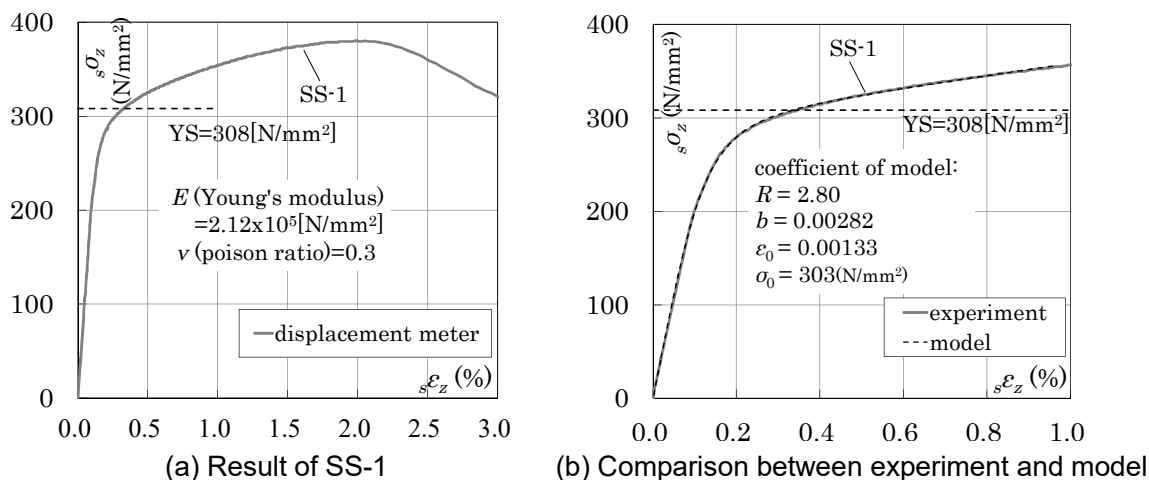 400
300
200
100
0
sσz
(N/mm²)
SS-1
YS=308[N/mm²]
E (Young's modulus)
=2.12x10⁵[N/mm²]
ν (poison ratio)=0.3
displacement meter
sεz (%)
0.0 0.5 1.0 1.5 2.0 2.5 3.0
(a) Result of SS-1
400
300
200
100
0
sσz (N/mm²)
SS-1
YS=308[N/mm²]
coefficient of model:
R = 2.80
b = 0.00282
ε0 = 0.00133
σ0 = 303(N/mm²)
experiment
model
sεz (%)
0.0 0.2 0.4 0.6 0.8 1.0
(b) Comparison between experiment and model